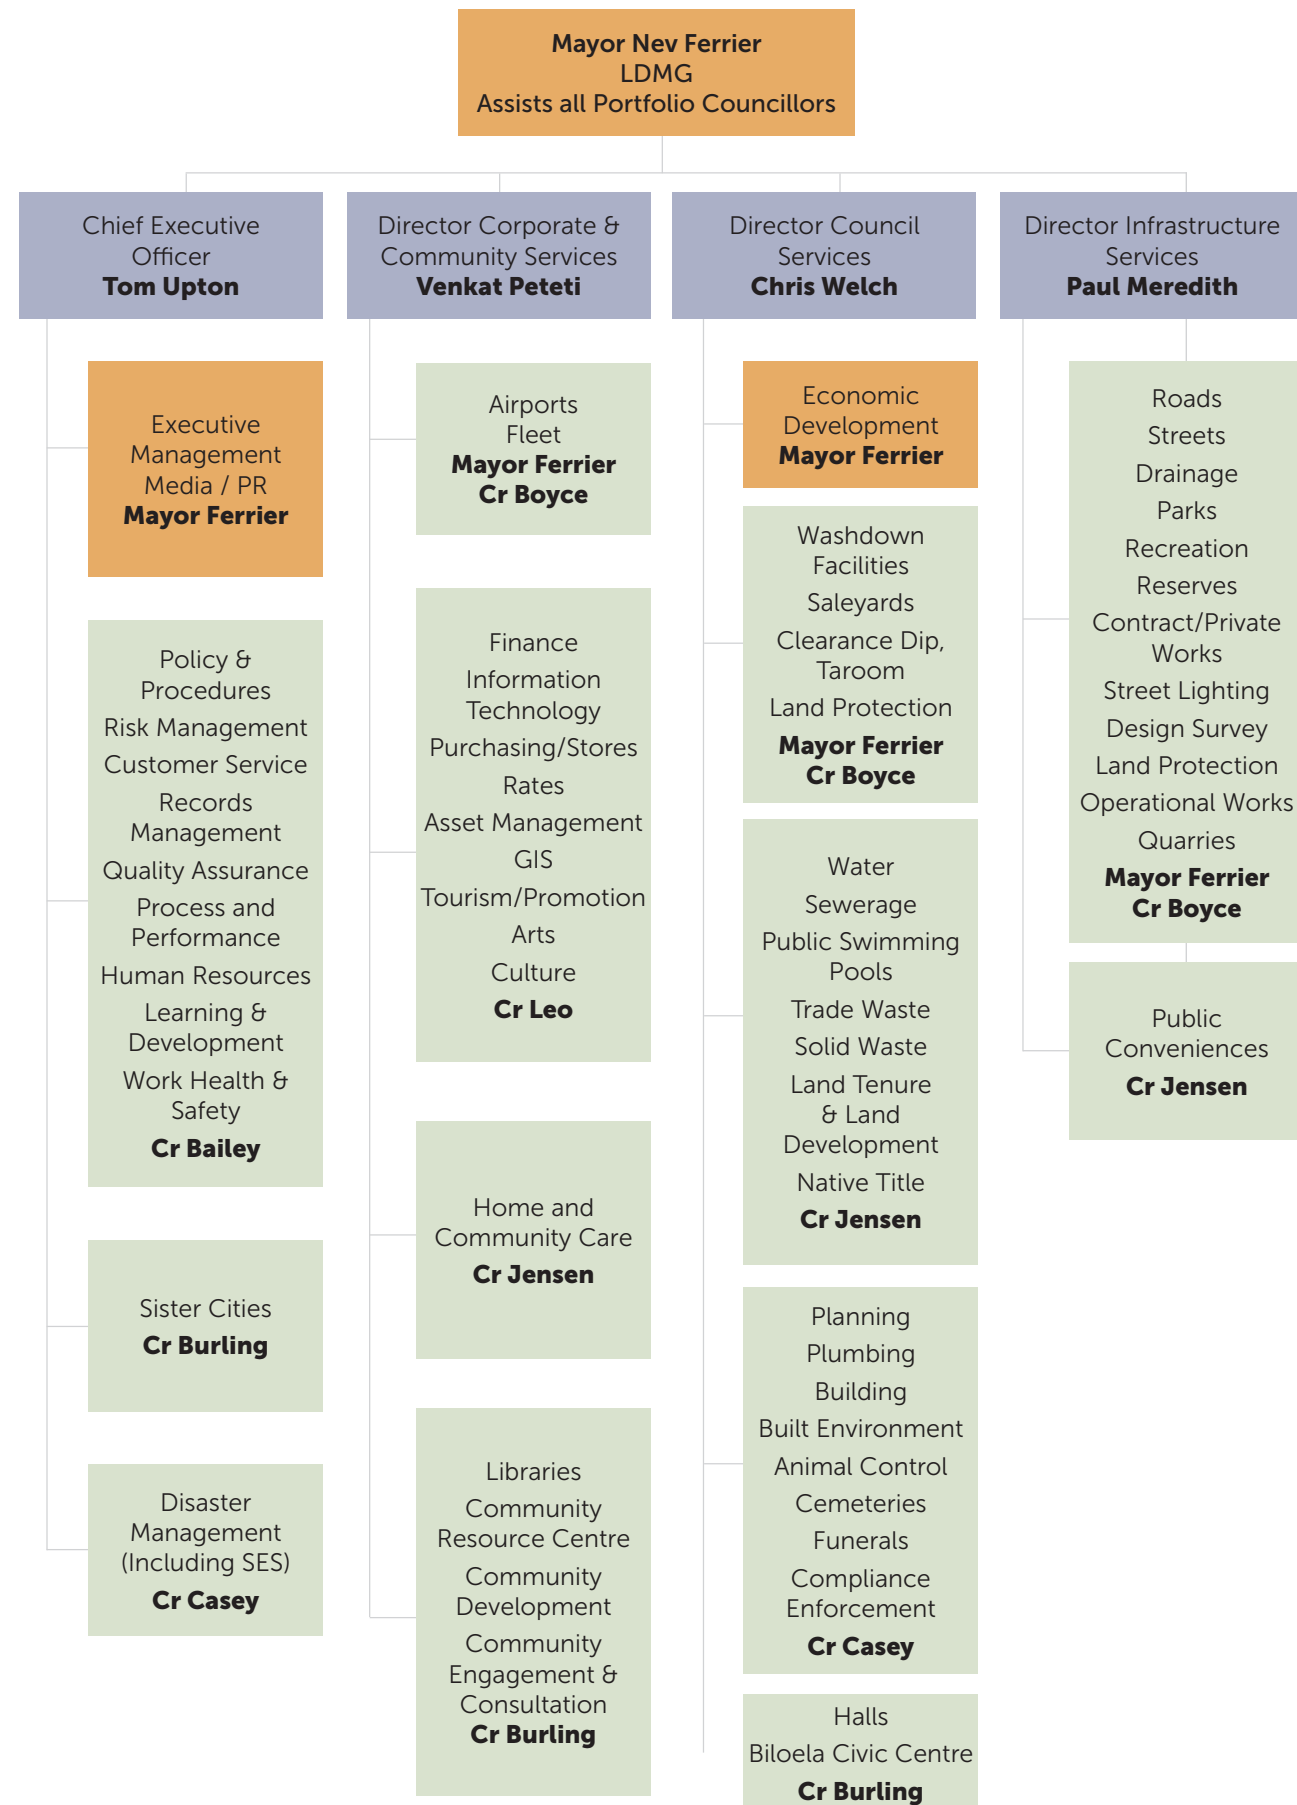 Mayor Nev Ferrier
LDMG
Assists all Portfolio Councillors
Chief Executive
Officer
Tom Upton
Executive
Management
Media / PR
Mayor Ferrier
Policy &
Procedures
Risk Management
Customer Service
Records
Management
Quality Assurance
Process and
Performance
Human Resources
Learning &
Development
Work Health &
Safety
Cr Bailey
Sister Cities
Cr Burling
Disaster
Management
(Including SES)
Cr Casey
Director Corporate &
Community Services
Venkat Peteti
Airports
Fleet
Mayor Ferrier
Cr Boyce
Finance
Information
Technology
Purchasing/Stores
Rates
Asset Management
GIS
Tourism/Promotion
Arts
Culture
Cr Leo
Home and
Community Care
Cr Jensen
Libraries
Community
Resource Centre
Community
Development
Community
Engagement &
Consultation
Cr Burling
Director Council
Services
Chris Welch
Economic
Development
Mayor Ferrier
Washdown
Facilities
Saleyards
Clearance Dip,
Taroom
Land Protection
Mayor Ferrier
Cr Boyce
Water
Sewerage
Public Swimming
Pools
Trade Waste
Solid Waste
Land Tenure
& Land
Development
Native Title
Cr Jensen
Planning
Plumbing
Building
Built Environment
Animal Control
Cemeteries
Funerals
Compliance
Enforcement
Cr Casey
Halls
Biloela Civic Centre
Cr Burling
Director Infrastructure
Services
Paul Meredith
Roads
Streets
Drainage
Parks
Recreation
Reserves
Contract/Private
Works
Street Lighting
Design Survey
Land Protection
Operational Works
Quarries
Mayor Ferrier
Cr Boyce
Public
Conveniences
Cr Jensen